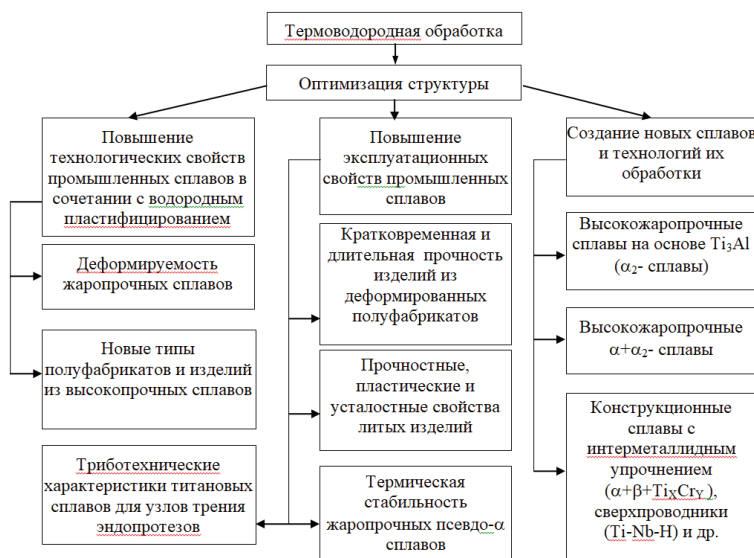 Термоводородная обработка
Оптимизация структуры
Повышение
технологических свойств
промышленных сплавов в
сочетании с водородным
пластифицированием
Деформируемость
жаропрочных сплавов
Новые типы
полуфабрикатов и изделий
из высокопрочных сплавов
Триботехнические
характеристики титановых
сплавов для узлов трения
эндопротезов
Повышение
эксплуатационных
свойств промышленных
сплавов
Кратковременная и
длительная прочность
изделий из
деформированных
полуфабрикатов
Прочностные,
пластические и
усталостные свойства
литых изделий
Термическая
стабильность
жаропрочных псевдо-α
сплавов
Создание новых сплавов
и технологий их
обработки
Высокожаропрочные
сплавы на основе Ti₃Al
(α₂- сплавы)
Высокожаропрочные
α+α₂- сплавы
Конструкционные
сплавы с
интерметаллидным
упрочнением
(α+β+TiXCrY),
сверхпроводники
(Ti-Nb-H) и др.